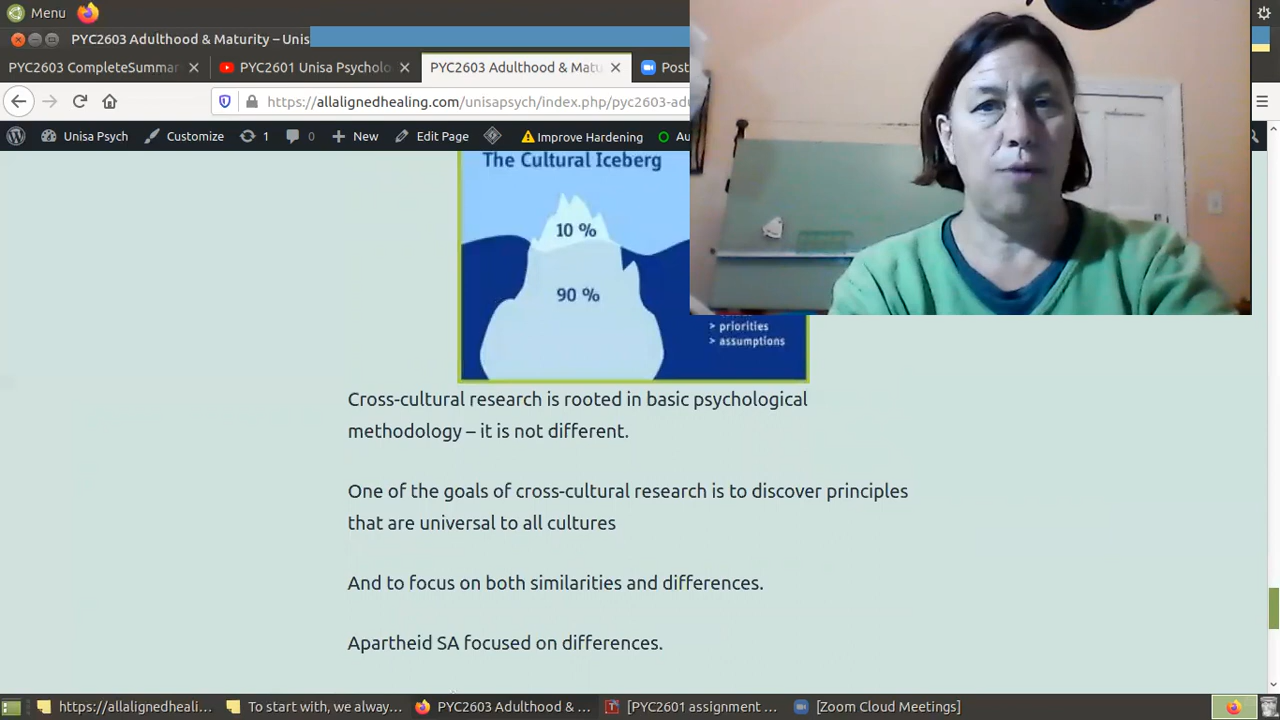 Menu
PYC2603 Adulthood & Maturity – Unis
PYC2603 CompleteSummar
PYC2601 Unisa Psycholo
PYC2603 Adulthood & Matu
Post
https://allalignedhealing.com/unisapsych/index.php/pyc2603-ad
Unisa Psych
Customize
1
0
New
Edit Page
Improve Hardening
Au
The Cultural Iceberg
10 %
90 %
> priorities
> assumptions
Cross-cultural research is rooted in basic psychological
methodology – it is not different.
One of the goals of cross-cultural research is to discover principles
that are universal to all cultures
And to focus on both similarities and differences.
Apartheid SA focused on differences.
https://allalignedheali...
To start with, we alway...
PYC2603 Adulthood & ...
[PYC2601 assignment ...
[Zoom Cloud Meetings]